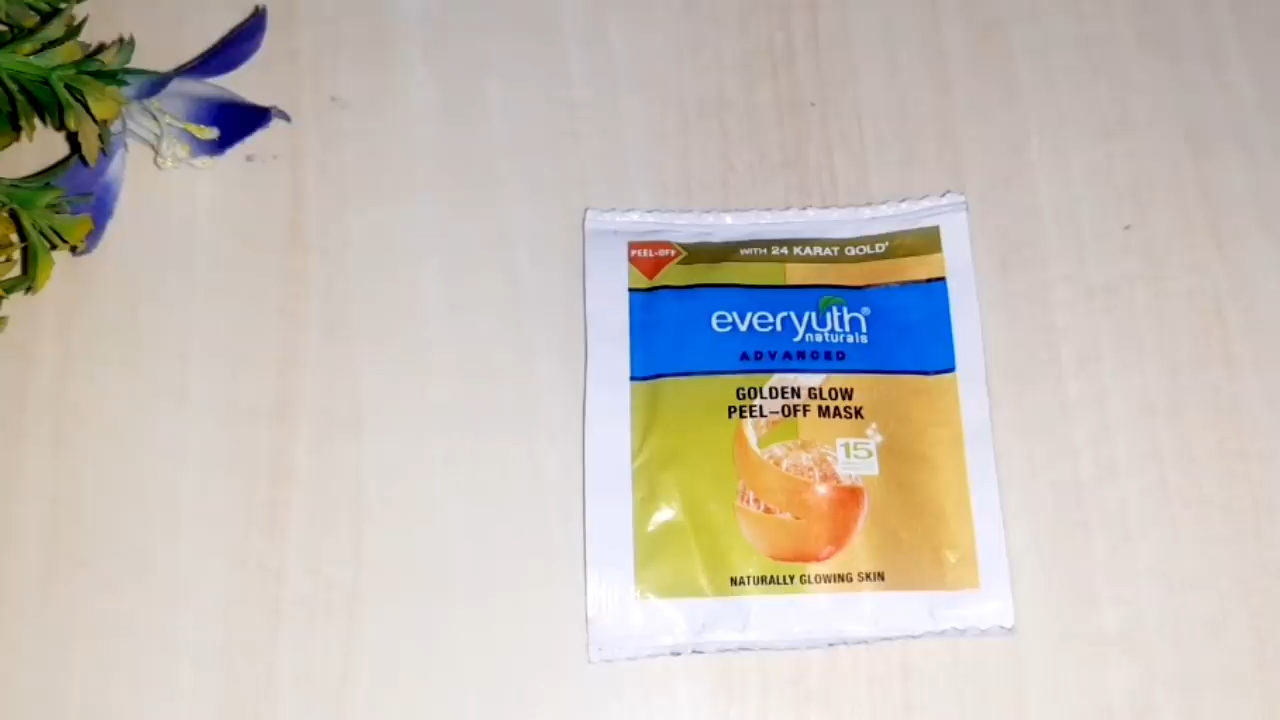 PEEL-OFF
WITH 24 KARAT GOLD*
everyuth®
naturals
ADVANCED
GOLDEN GLOW
PEEL-OFF MASK
15
NATURALLY GLOWING SKIN